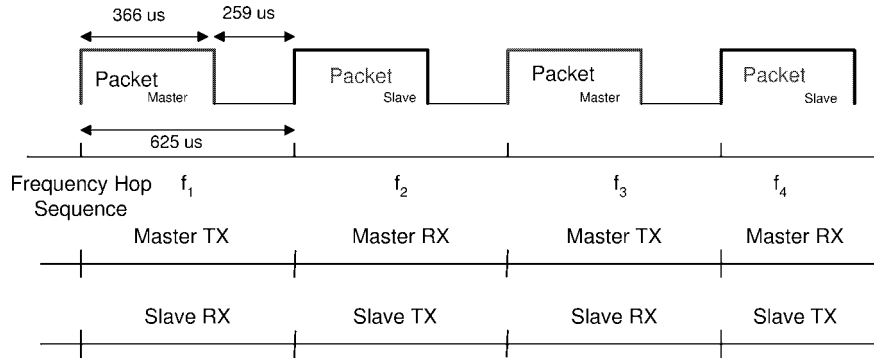 366 us
259 us
Packet Master
Packet Slave
Packet Master
Packet Slave
625 us
Frequency Hop Sequence
f1
f2
f3
f4
Master TX
Master RX
Master TX
Master RX
Slave RX
Slave TX
Slave RX
Slave TX